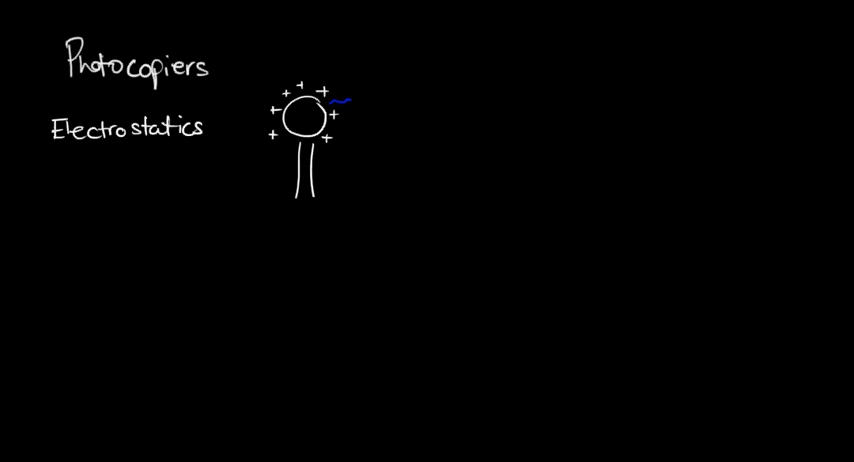 Photocopiers
Electrostatics
+ + +
+ +
+ +